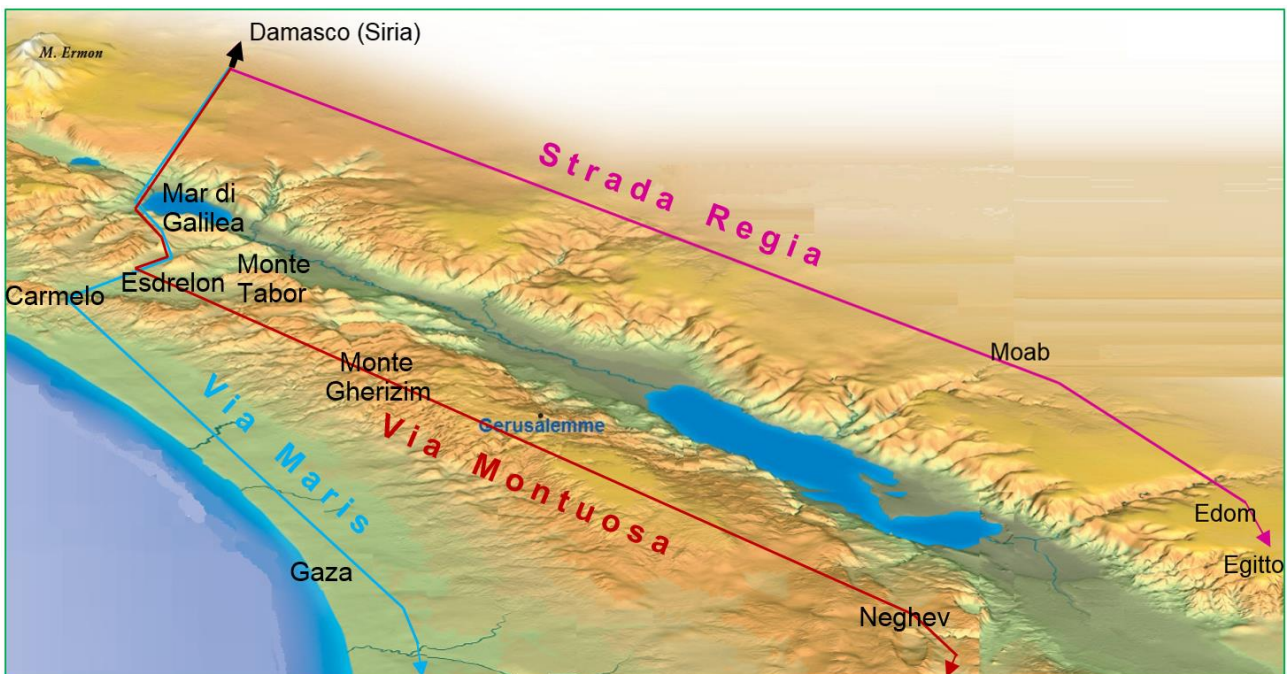 Damasco (Siria)
M. Ermon
Strada Regia
Mar di
Galilea
Monte
Tabor
Esdrelon
Carmelo
Moab
Monte
Gherizim
Via Maris
Gerusalemme
Via Montuosa
Edom
Egitto
Gaza
Neghev